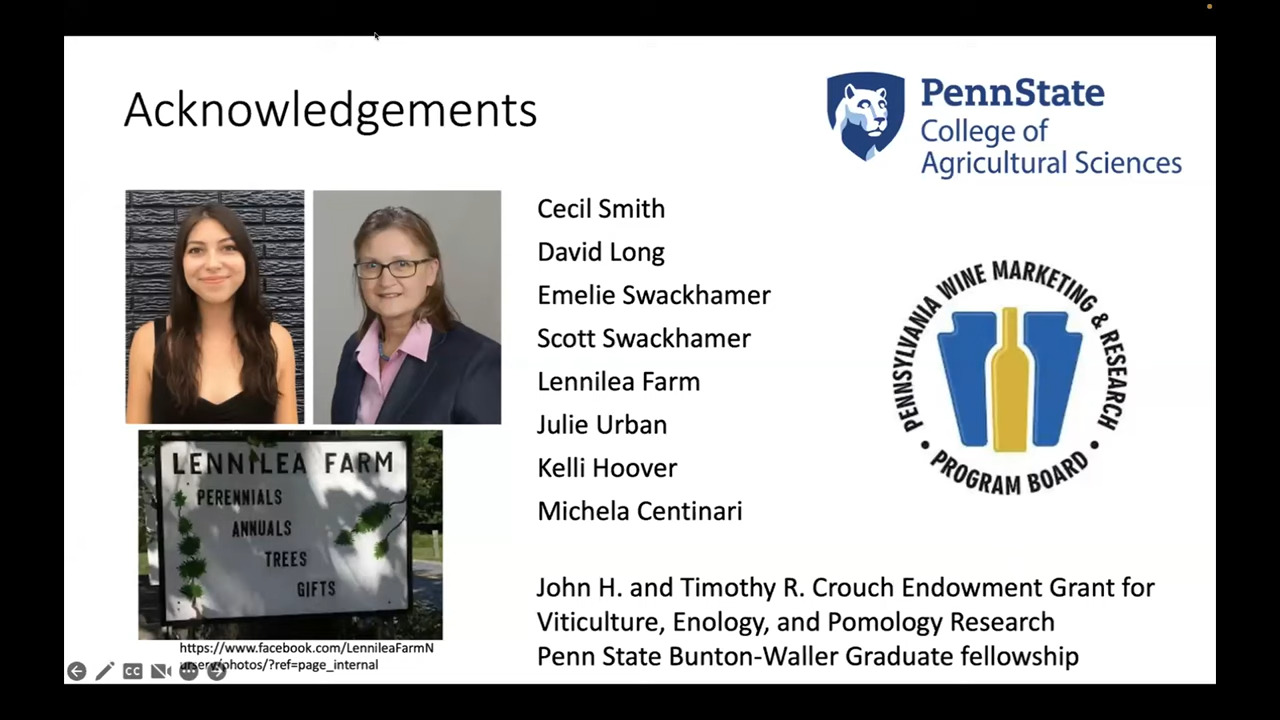 Acknowledgements
PennState
College of
Agricultural Sciences
Cecil Smith
David Long
Emelie Swackhamer
Scott Swackhamer
Lennilea Farm
Julie Urban
Kelli Hoover
Michela Centinari
John H. and Timothy R. Crouch Endowment Grant for
Viticulture, Enology, and Pomology Research
Penn State Bunton-Waller Graduate fellowship
PENNSYLVANIA WINE MARKETING & RESEARCH
• PROGRAM BOARD •
LENNILEA FARM
PERENNIALS
ANNUALS
TREES
GIFTS
https://www.facebook.com/LennileaFarmN
ursery/photos/?ref=page_internal
CC